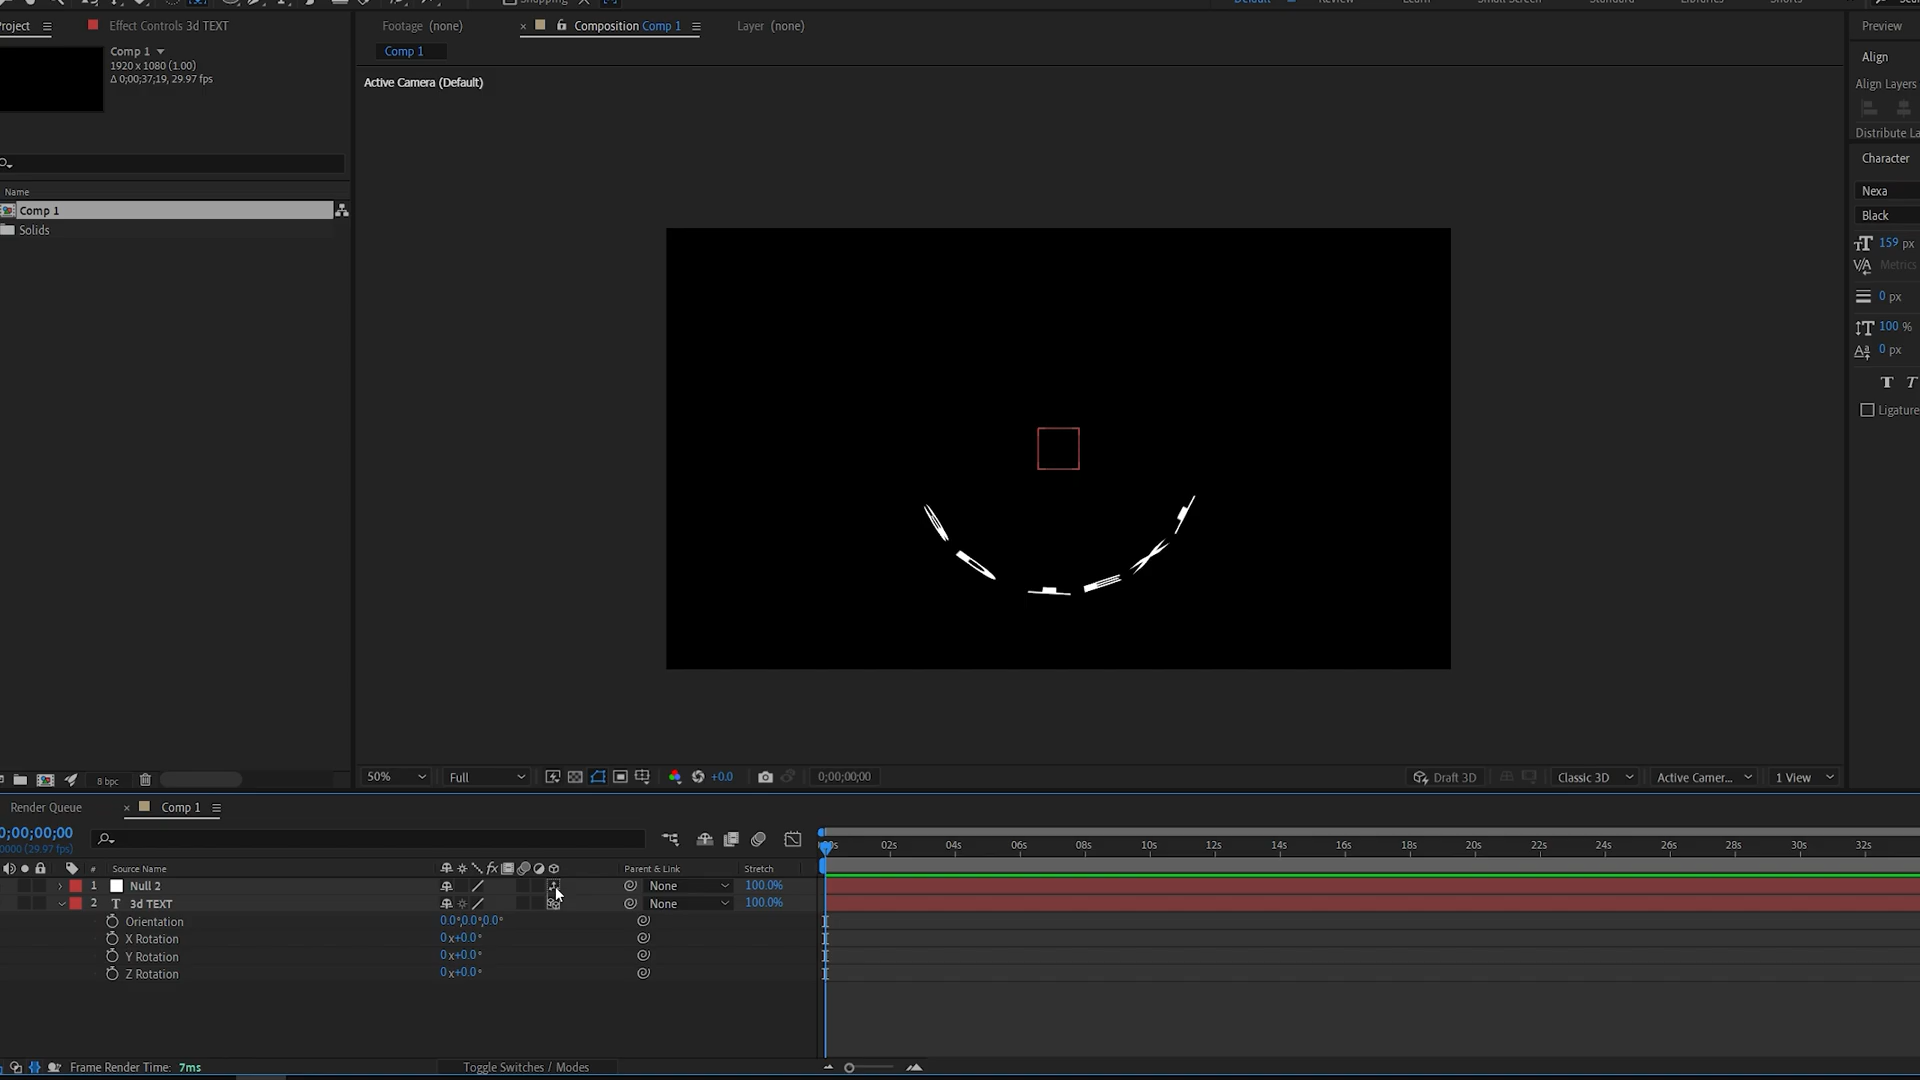 Snapping
Default
Review
Learn
Small Screen
Standard
Libraries
Shorts
roject
Effect Controls 3d TEXT
Footage (none)
Composition Comp 1
Layer (none)
Preview
Comp 1
1920 x 1080 (1.00)
Δ 0;00;37;19, 29.97 fps
Comp 1
Active Camera (Default)
Align
Align Layers
Distribute La
Character
Nexa
Black
159 px
Metrics
0 px
100 %
0 px
T T
Ligature
Name
Comp 1
Solids
8 bpc
50%
Full
+0.0
0;00;00;00
Draft 3D
Classic 3D
Active Camer...
1 View
Render Queue
Comp 1
0;00;00;00
0000 (29.97 fps)
02s 04s 06s 08s 10s 12s 14s 16s 18s 20s 22s 24s 26s 28s 30s 32s
# Source Name
fx
Parent & Link
Stretch
1 Null 2 None 100.0%
2 T 3d TEXT None 100.0%
Orientation 0.0°,0.0°,0.0°
X Rotation 0x+0.0°
Y Rotation 0x+0.0°
Z Rotation 0x+0.0°
Frame Render Time: 7ms
Toggle Switches / Modes